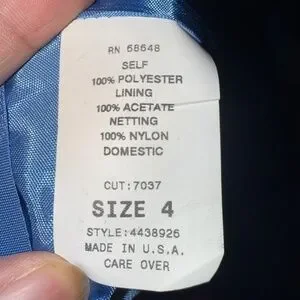 RN 68648
SELF
100% POLYESTER
LINING
100% ACETATE
NETTING
100% NYLON
DOMESTIC
CUT:7037
SIZE 4
STYLE:4438926
MADE IN U.S.A.
CARE OVER